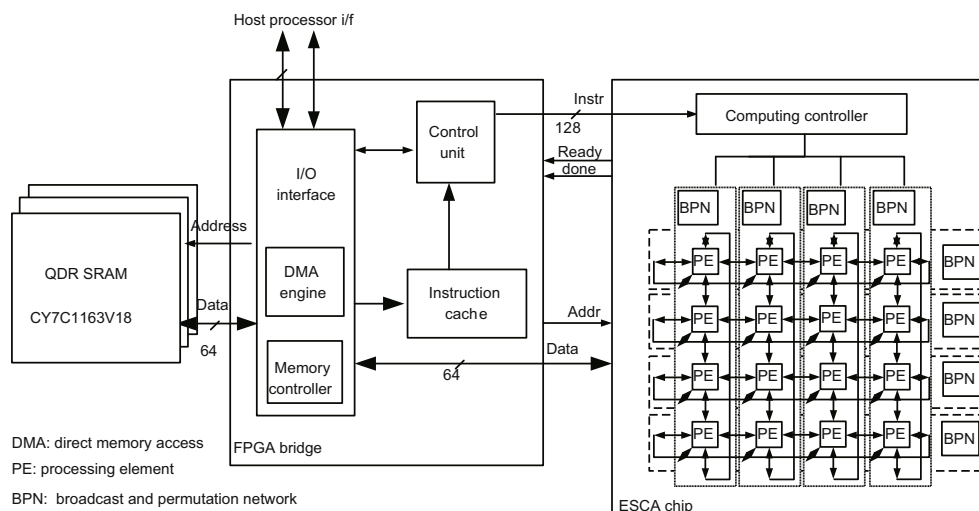 Host processor i/f
QDR SRAM
CY7C1163V18
Address
Data
64
I/O
interface
DMA
engine
Memory
controller
Control
unit
Instruction
cache
FPGA bridge
Instr
128
Ready
done
Addr
Data
64
Computing controller
BPN BPN BPN BPN
PE PE PE PE BPN
PE PE PE PE BPN
PE PE PE PE BPN
PE PE PE PE BPN
ESCA chip
DMA: direct memory access
PE: processing element
BPN: broadcast and permutation network